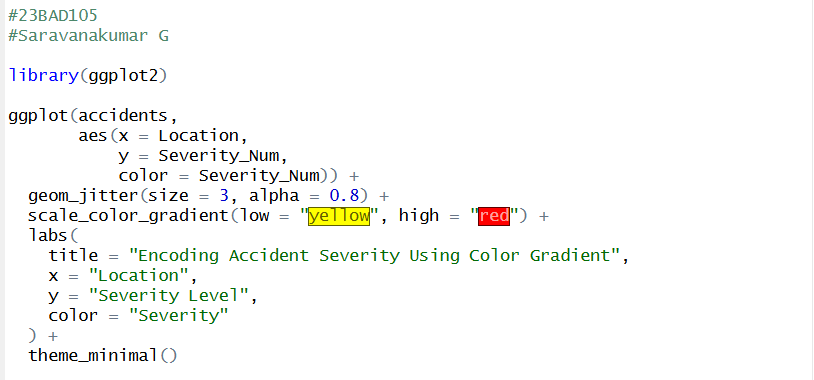 #23BAD105
#Saravanakumar G
library(ggplot2)
ggplot(accidents,
       aes(x = Location,
           y = Severity_Num,
           color = Severity_Num)) +
  geom_jitter(size = 3, alpha = 0.8) +
  scale_color_gradient(low = "yellow", high = "red") +
  labs(
    title = "Encoding Accident Severity Using Color Gradient",
    x = "Location",
    y = "Severity Level",
    color = "Severity"
  ) +
  theme_minimal()